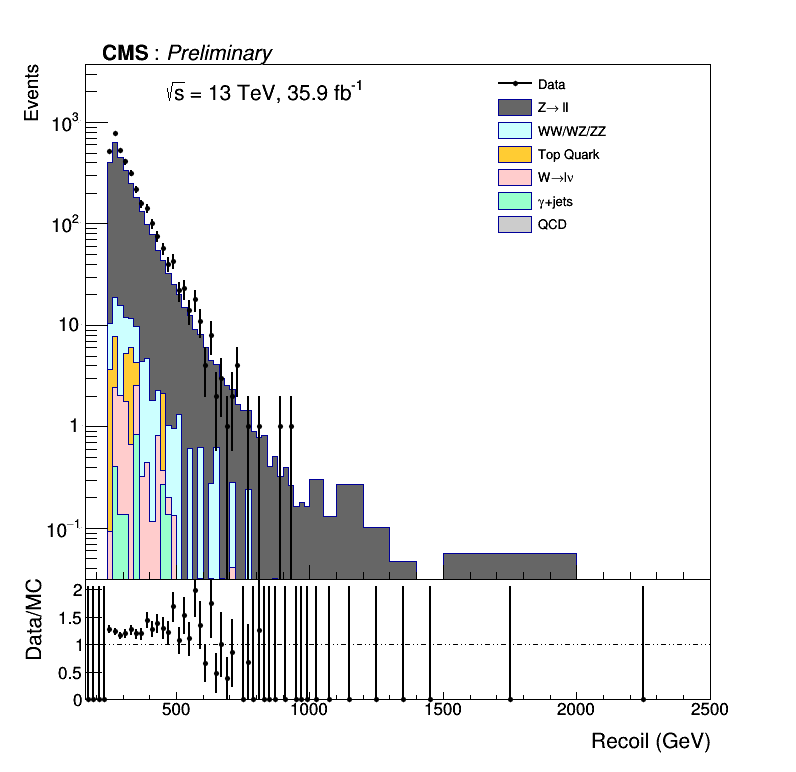 CMS : Preliminary
√s = 13 TeV, 35.9 fb⁻¹
Events
10³
10²
10
1
10⁻¹
Data
Z→ ll
WW/WZ/ZZ
Top Quark
W→lν
γ+jets
QCD
Data/MC
2
1.5
1
0.5
0
500
1000
1500
2000
2500
Recoil (GeV)